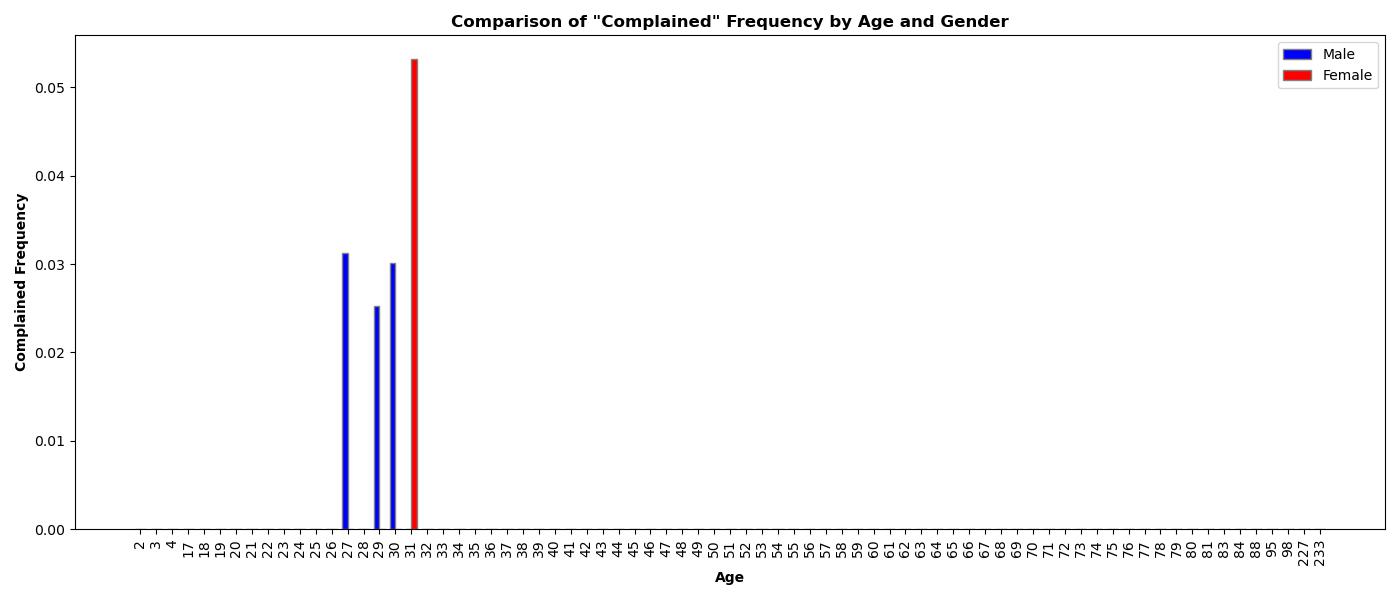 Comparison of "Complained" Frequency by Age and Gender
Male
Female
Complained Frequency
0.05
0.04
0.03
0.02
0.01
0.00
2 3 4 17 18 19 20 21 22 23 24 25 26 27 28 29 30 31 32 33 34 35 36 37 38 39 40 41 42 43 44 45 46 47 48 49 50 51 52 53 54 55 56 57 58 59 60 61 62 63 64 65 66 67 68 69 70 71 72 73 74 75 76 77 78 79 80 81 83 84 88 95 98 227 233
Age